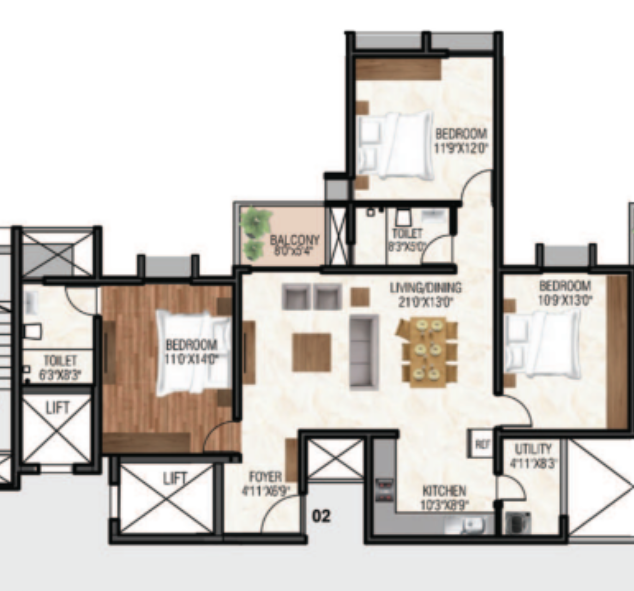 BEDROOM
11'9"X12'0"
TOILET
8'3"X5'0"
BALCONY
8'0"X5'4"
LIVING/DINING
21'0"X13'0"
BEDROOM
10'9"X13'0"
BEDROOM
11'0"X14'0"
TOILET
6'3"X8'3"
LIFT
REF
UTILITY
4'11"X8'3"
LIFT
FOYER
4'11"X6'9"
KITCHEN
10'3"X8'9"
02